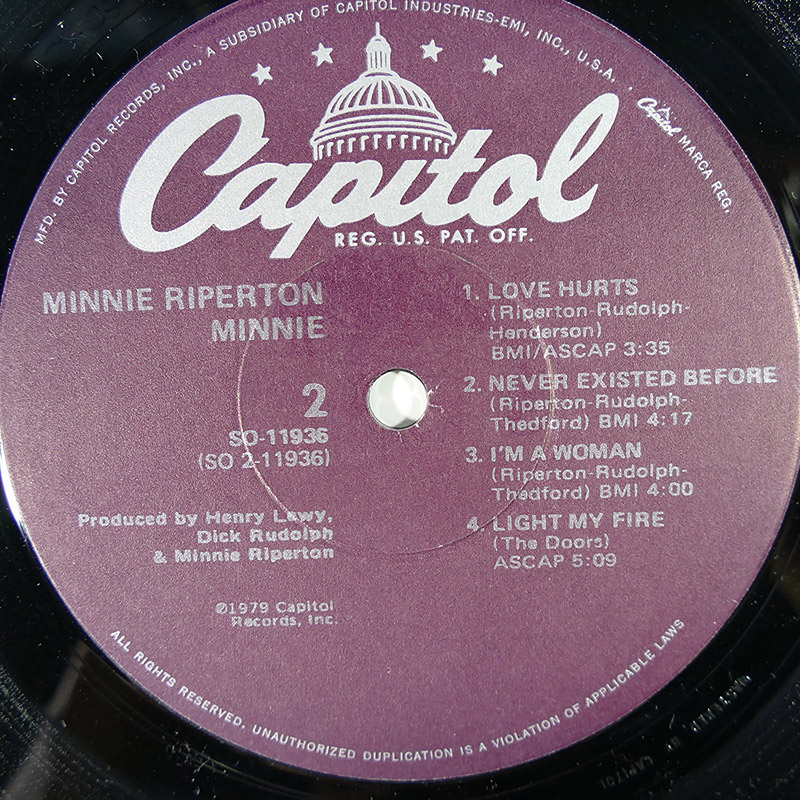 MFD. BY CAPITOL RECORDS, INC., A SUBSIDIARY OF CAPITOL INDUSTRIES-EMI, INC., U.S.A. .
Capitol MARCA REG.
Capitol
REG. U.S. PAT. OFF.
MINNIE RIPERTON
MINNIE
2
SO-11936
(SO 2-11936)
Produced by Henry Lewy,
Dick Rudolph
& Minnie Riperton
℗1979 Capitol
Records, Inc.
1. LOVE HURTS
(Riperton-Rudolph-
Henderson)
BMI/ASCAP 3:35
2. NEVER EXISTED BEFORE
(Riperton-Rudolph-
Thedford) BMI 4:17
3. I'M A WOMAN
(Riperton-Rudolph-
Thedford) BMI 4:00
4. LIGHT MY FIRE
(The Doors)
ASCAP 5:09
ALL RIGHTS RESERVED. UNAUTHORIZED DUPLICATION IS A VIOLATION OF APPLICABLE LAWS
MASTERED BY CAPITOL